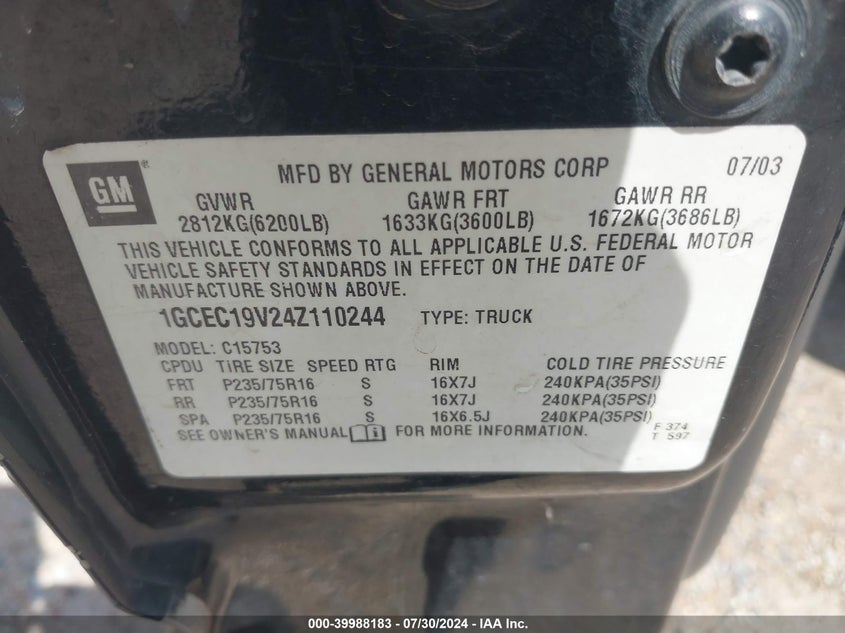 GM ®
MFD BY GENERAL MOTORS CORP 07/03
GVWR GAWR FRT GAWR RR
2812KG(6200LB) 1633KG(3600LB) 1672KG(3686LB)
THIS VEHICLE CONFORMS TO ALL APPLICABLE U.S. FEDERAL MOTOR
VEHICLE SAFETY STANDARDS IN EFFECT ON THE DATE OF
MANUFACTURE SHOWN ABOVE.
1GCEC19V24Z110244 TYPE: TRUCK
MODEL: C15753
CPDU TIRE SIZE SPEED RTG RIM COLD TIRE PRESSURE
FRT P235/75R16 S 16X7J 240KPA(35PSI)
RR P235/75R16 S 16X7J 240KPA(35PSI)
SPA P235/75R16 S 16X6.5J 240KPA(35PSI)
SEE OWNER'S MANUAL FOR MORE INFORMATION. F 374
T 597
000-39988183 - 07/30/2024 - IAA Inc.